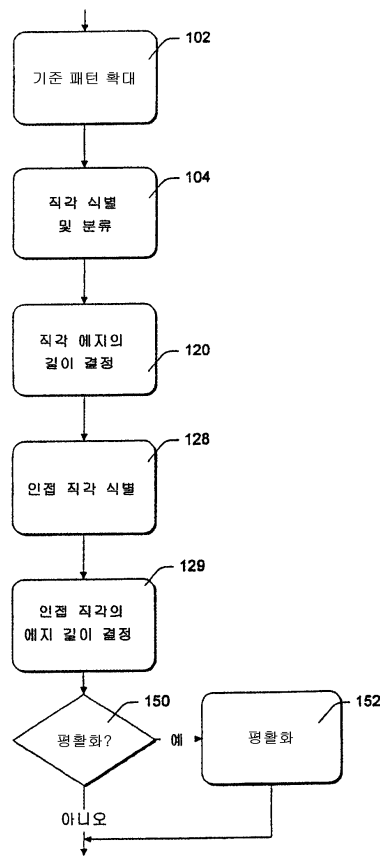 102
기준 패턴 확대
104
직각 식별
및 분류
직각 에지의
길이 결정
120
128
인접 직각 식별
129
인접 직각의
에지 길이 결정
150
152
평활화?
예
평활화
아니오